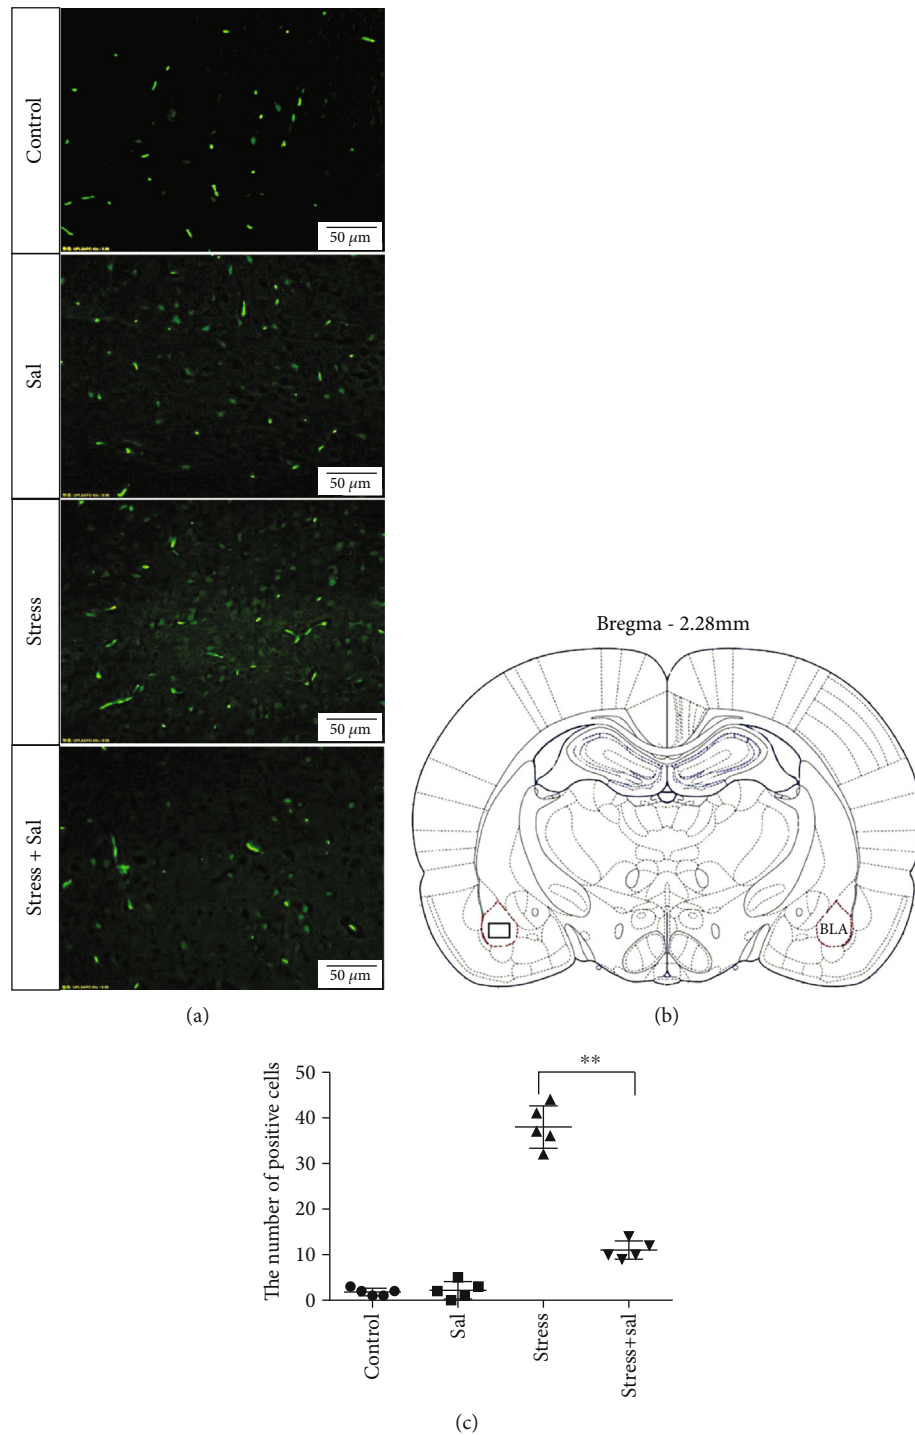 Control
50 μm
Sal
50 μm
Stress
50 μm
Stress + Sal
50 μm
(a)
Bregma - 2.28mm
BLA
(b)
The number of positive cells
50
40
30
20
10
0
**
Control
Sal
Stress
Stress+sal
(c)